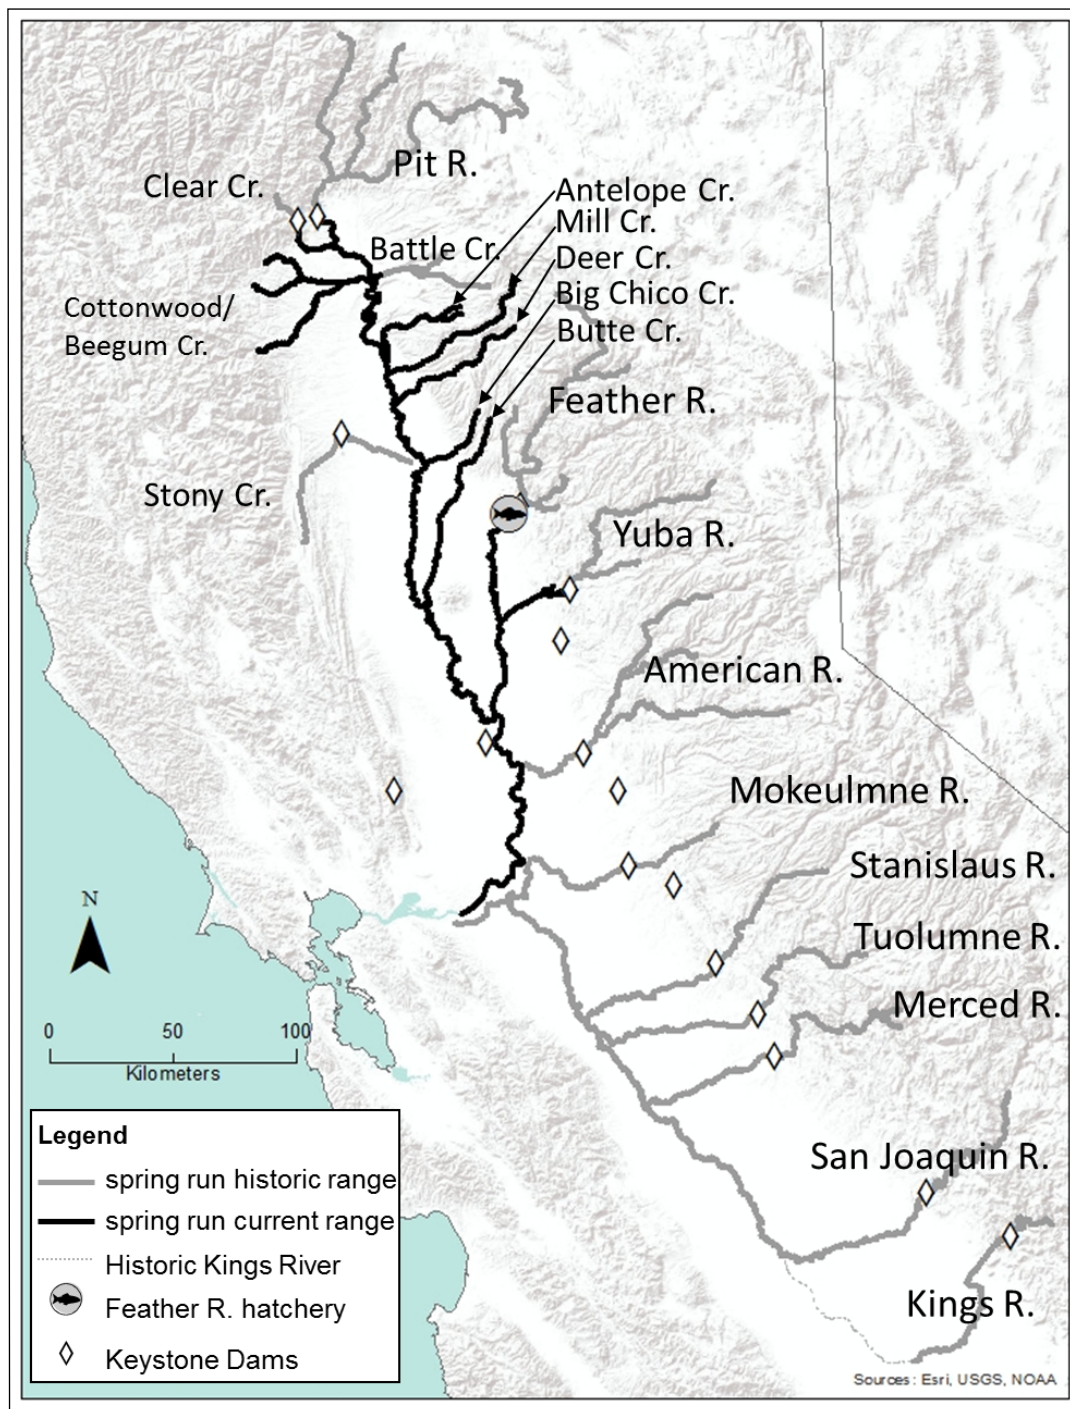 Pit R.
Clear Cr.
Antelope Cr.
Mill Cr.
Battle Cr.
Deer Cr.
Big Chico Cr.
Cottonwood/
Beegum Cr.
Butte Cr.
Feather R.
Stony Cr.
Yuba R.
American R.
Mokeulmne R.
Stanislaus R.
N
Tuolumne R.
Merced R.
0 50 100
Kilometers
Legend
spring run historic range
spring run current range
Historic Kings River
Feather R. hatchery
Keystone Dams
San Joaquin R.
Kings R.
Sources: Esri, USGS, NOAA